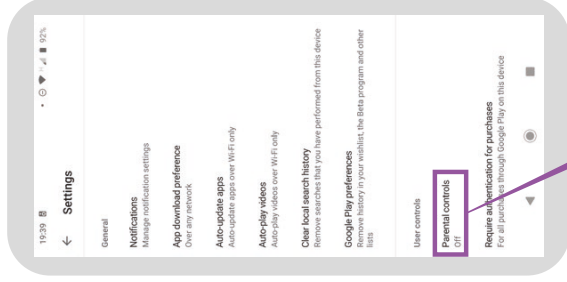 19:39 92%
Settings
General
Notifications
Manage notification settings
App download preference
Over any network
Auto-update apps
Auto-update apps over Wi-Fi only
Auto-play videos
Auto-play videos over Wi-Fi only
Clear local search history
Remove searches that you have performed from this device
Google Play preferences
Remove history in your wishlist, the Beta program and other
lists
User controls
Parental controls
Off
Require authentication for purchases
For all purchases through Google Play on this device